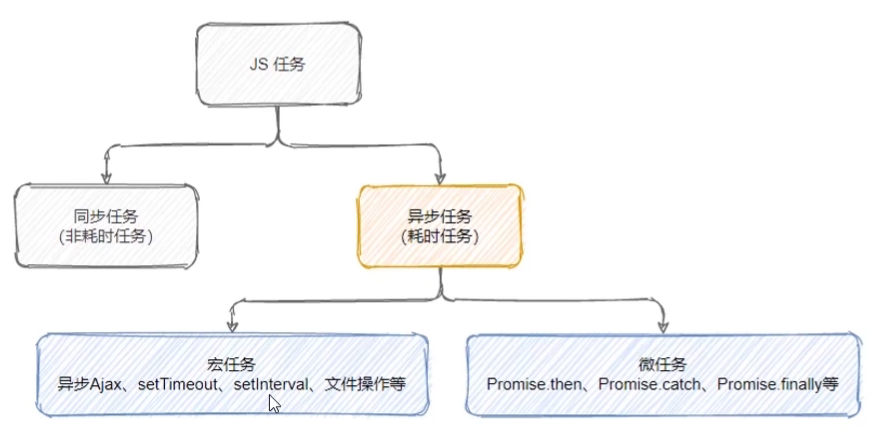 JS 任务
同步任务
(非耗时任务)
异步任务
(耗时任务)
宏任务
异步Ajax、setTimeout、setInterval、文件操作等
微任务
Promise.then、Promise.catch、Promise.finally等